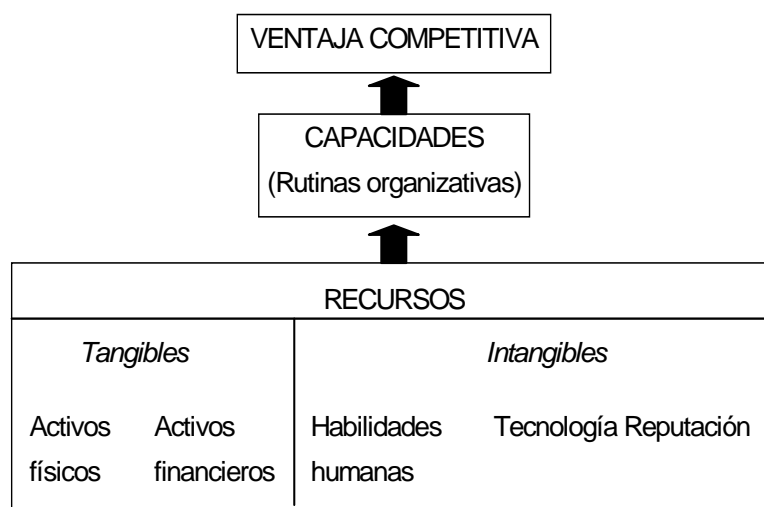 VENTAJA COMPETITIVA
CAPACIDADES
(Rutinas organizativas)
RECURSOS
Tangibles Intangibles
Activos Activos Habilidades Tecnología Reputación
físicos financieros humanas